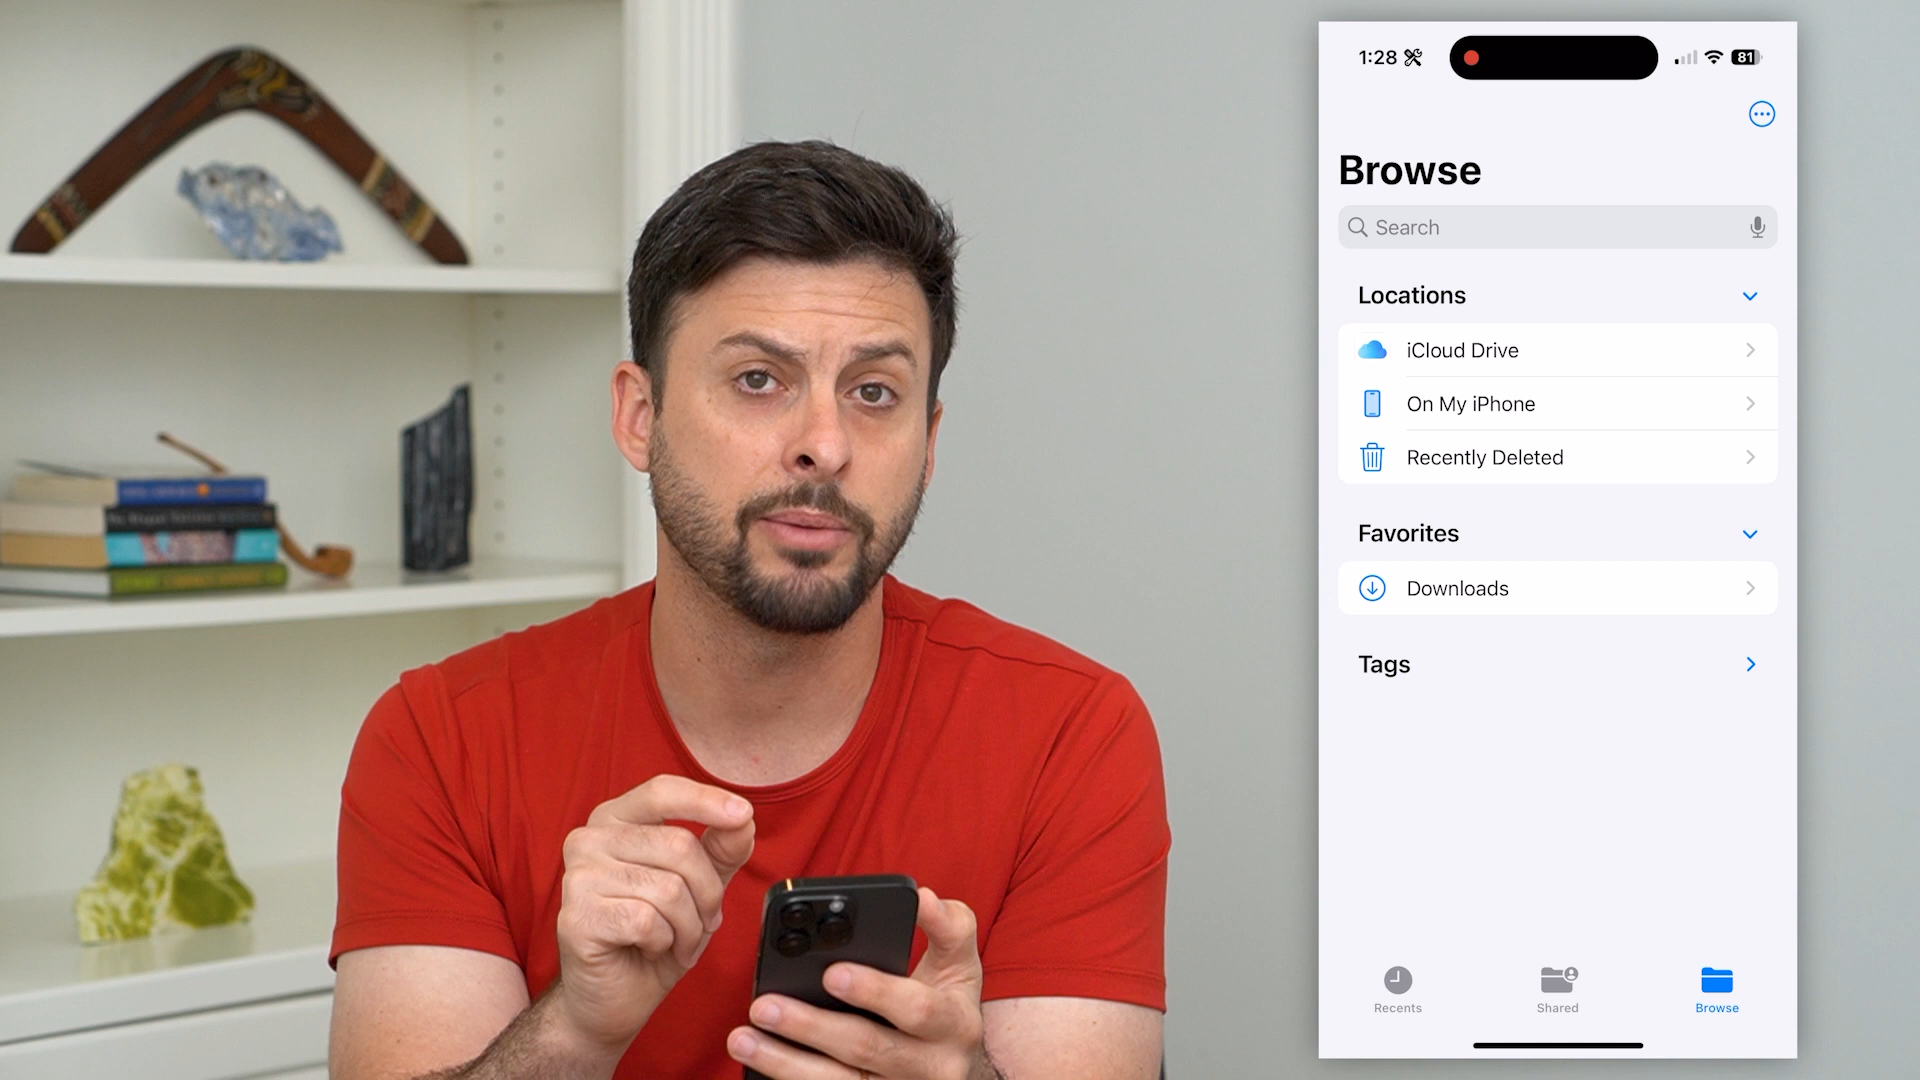 1:28
81
Browse
Search
Locations
iCloud Drive
On My iPhone
Recently Deleted
Favorites
Downloads
Tags
Recents
Shared
Browse